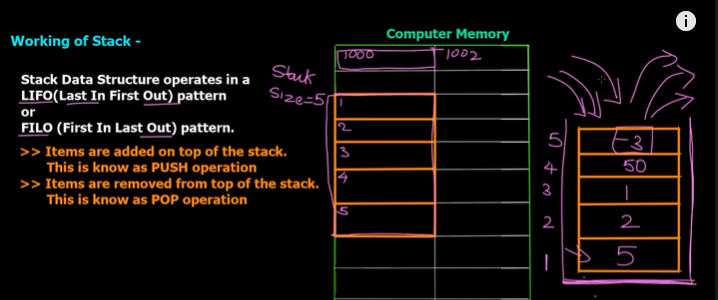 Working of Stack -
Computer Memory
1000
1002
Stack Data Structure operates in a
LIFO(Last In First Out) pattern
or
FILO (First In Last Out) pattern.
>> Items are added on top of the stack.
This is know as PUSH operation
>> Items are removed from top of the stack.
This is know as POP operation
Stack
Size=5
1
2
3
4
5
5 -3
4 50
3 1
2 2
1 5
i